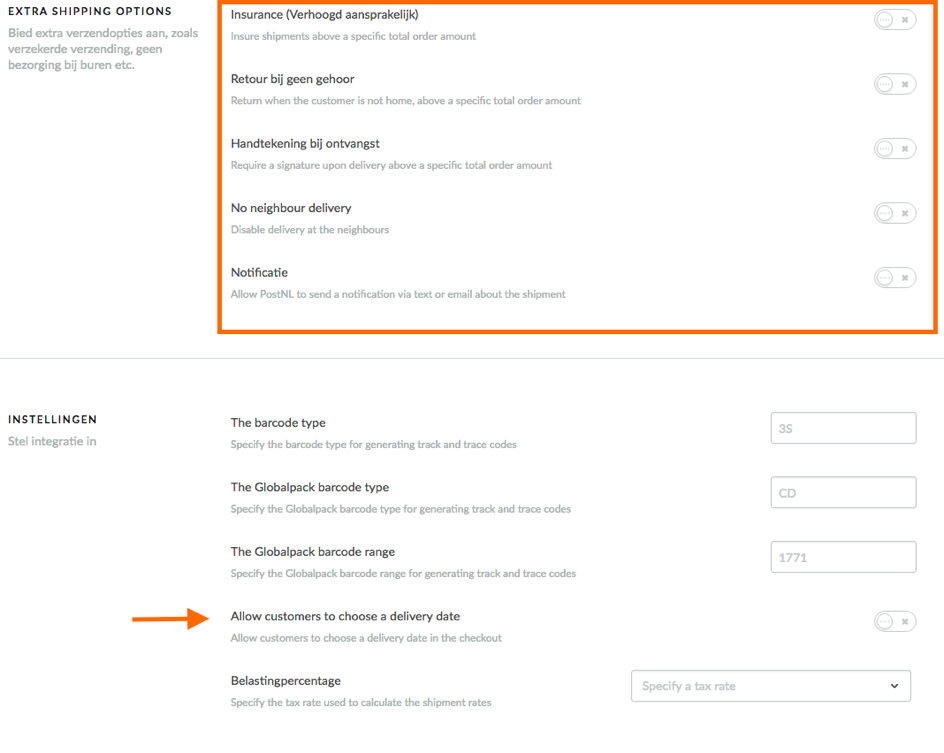 EXTRA SHIPPING OPTIONS
Bied extra verzendopties aan, zoals
verzekerde verzending, geen
bezorging bij buren etc.
Insurance (Verhoogd aansprakelijk)
Insure shipments above a specific total order amount
Retour bij geen gehoor
Return when the customer is not home, above a specific total order amount
Handtekening bij ontvangst
Require a signature upon delivery above a specific total order amount
No neighbour delivery
Disable delivery at the neighbours
Notificatie
Allow PostNL to send a notification via text or email about the shipment
INSTELLINGEN
Stel integratie in
The barcode type
Specify the barcode type for generating track and trace codes
3S
The Globalpack barcode type
Specify the Globalpack barcode type for generating track and trace codes
CD
The Globalpack barcode range
Specify the Globalpack barcode range for generating track and trace codes
1771
Allow customers to choose a delivery date
Allow customers to choose a delivery date in the checkout
Belastingpercentage
Specify the tax rate used to calculate the shipment rates
Specify a tax rate